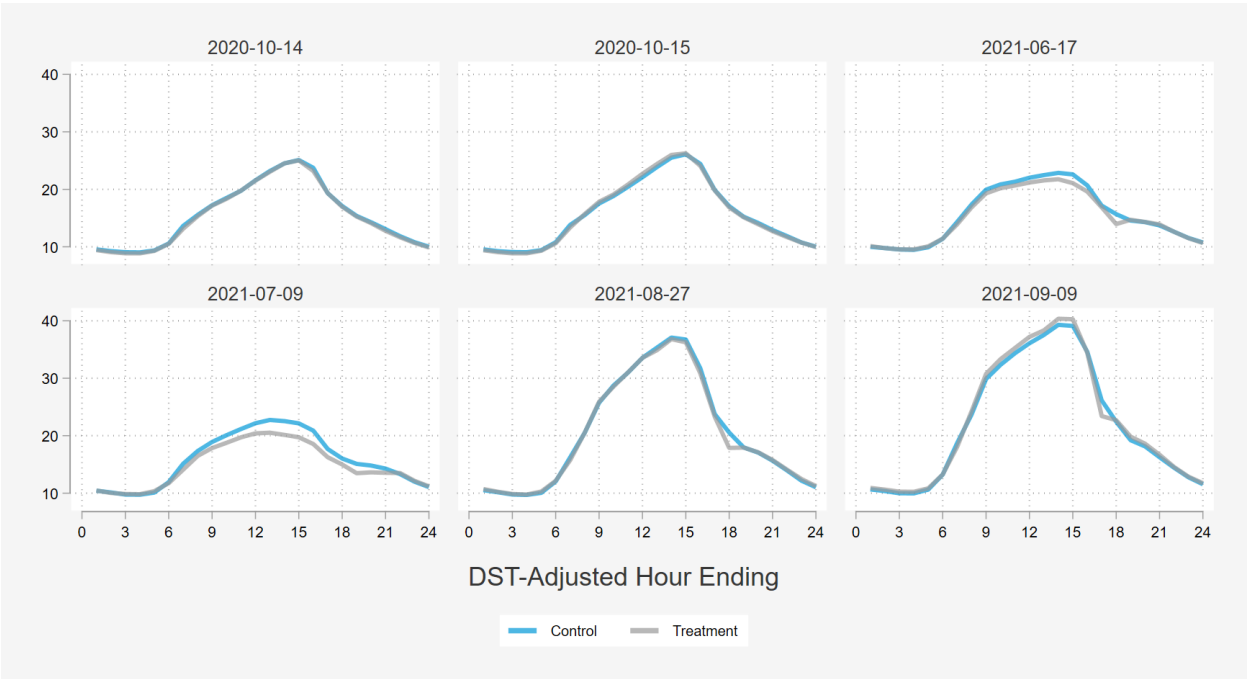 2020-10-14 2020-10-15 2021-06-17
40
30
20
10
2021-07-09 2021-08-27 2021-09-09
40
30
20
10
0 3 6 9 12 15 18 21 24 0 3 6 9 12 15 18 21 24 0 3 6 9 12 15 18 21 24
DST-Adjusted Hour Ending
Control Treatment